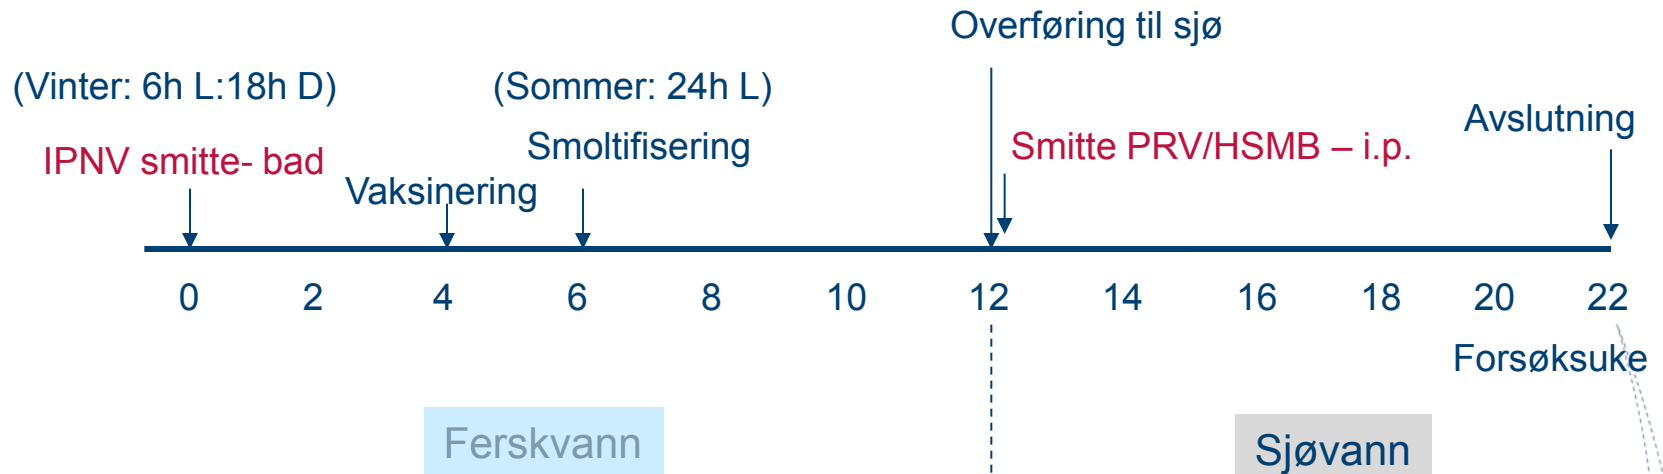 Overføring til sjø
(Vinter: 6h L:18h D)
(Sommer: 24h L)
Avslutning
IPNV smitte- bad
Smoltifisering
Smitte PRV/HSMB – i.p.
Vaksinering
0 2 4 6 8 10 12 14 16 18 20 22
Forsøksuke
Ferskvann
Sjøvann